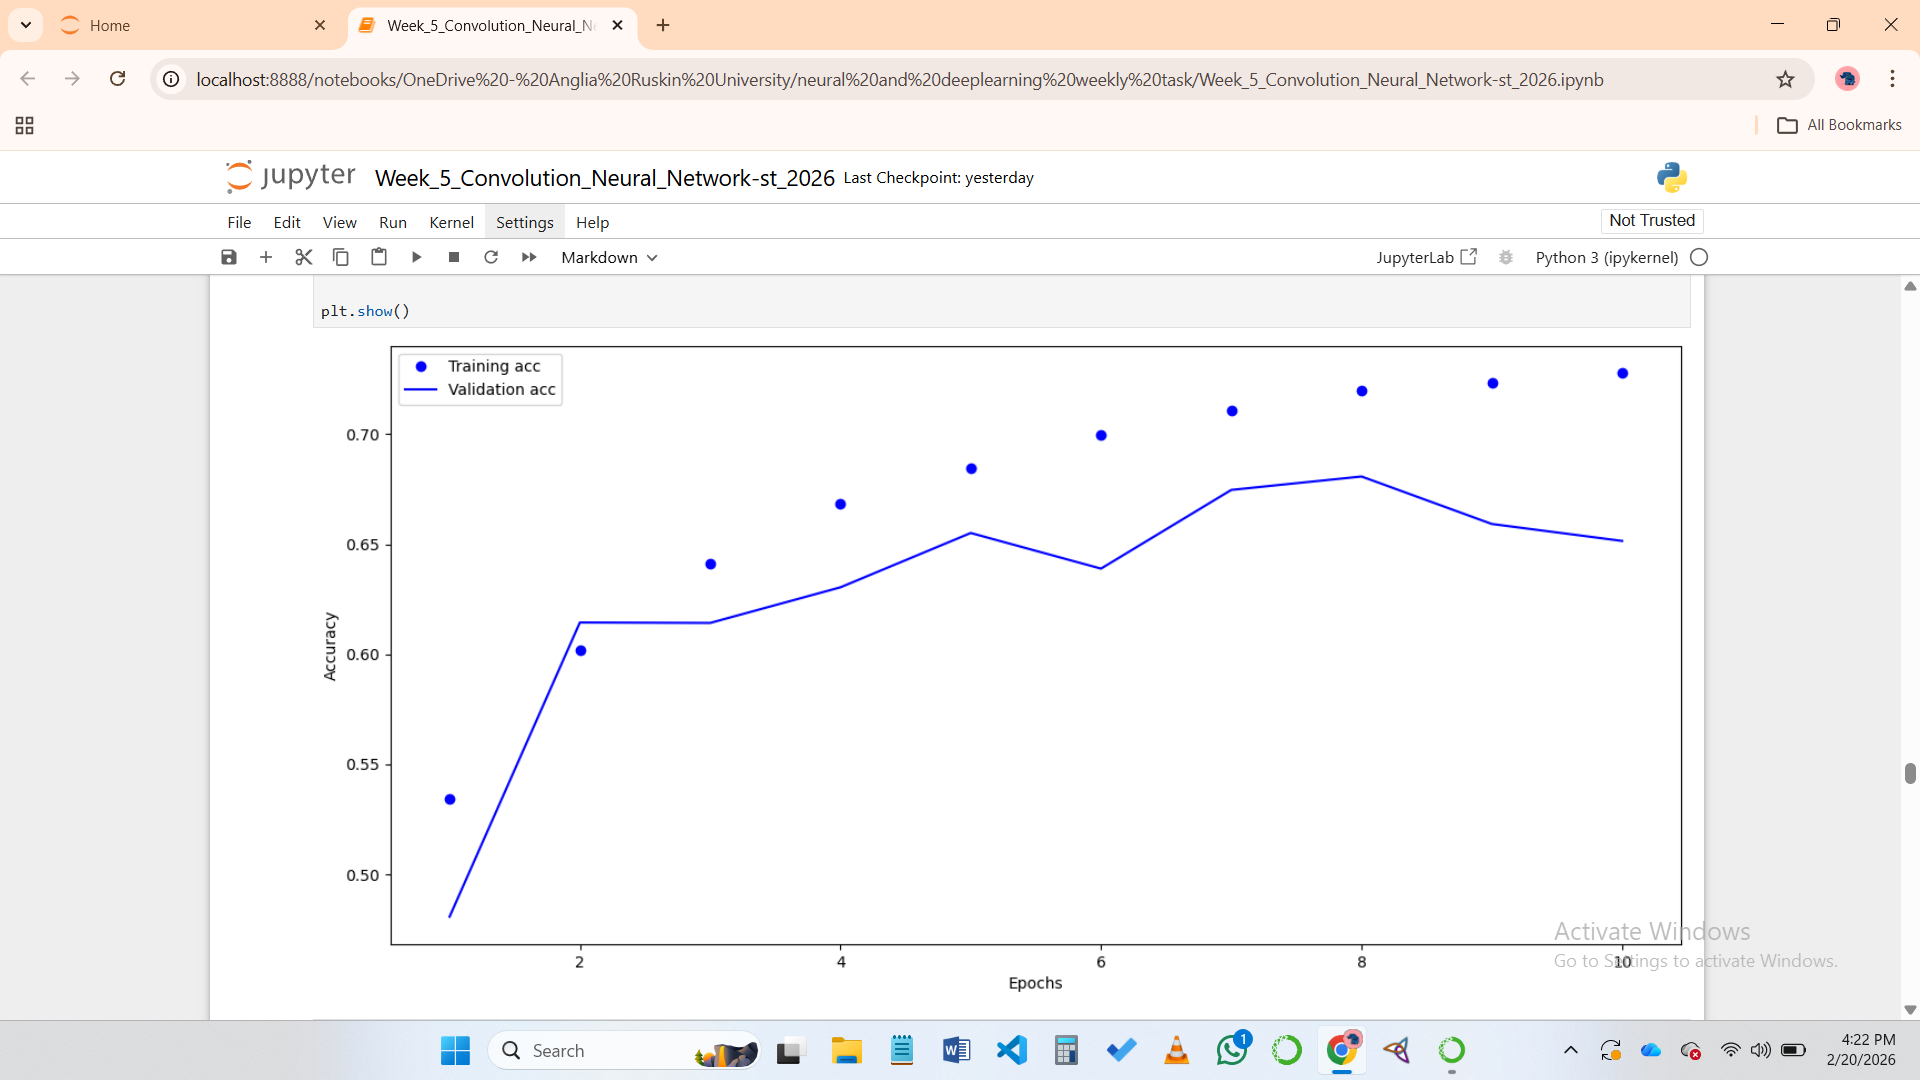 Home
Week_5_Convolution_Neural_N
localhost:8888/notebooks/OneDrive%20-%20Anglia%20Ruskin%20University/neural%20and%20deeplearning%20weekly%20task/Week_5_Convolution_Neural_Network-st_2026.ipynb
All Bookmarks
jupyter Week_5_Convolution_Neural_Network-st_2026 Last Checkpoint: yesterday
File Edit View Run Kernel Settings Help
Not Trusted
Markdown
JupyterLab
Python 3 (ipykernel)
plt.show()
Training acc
Validation acc
0.70
0.65
0.60
0.55
0.50
Accuracy
2 4 6 8 10
Epochs
Activate Windows
Go to Settings to activate Windows.
Search
1
4:22 PM
2/20/2026